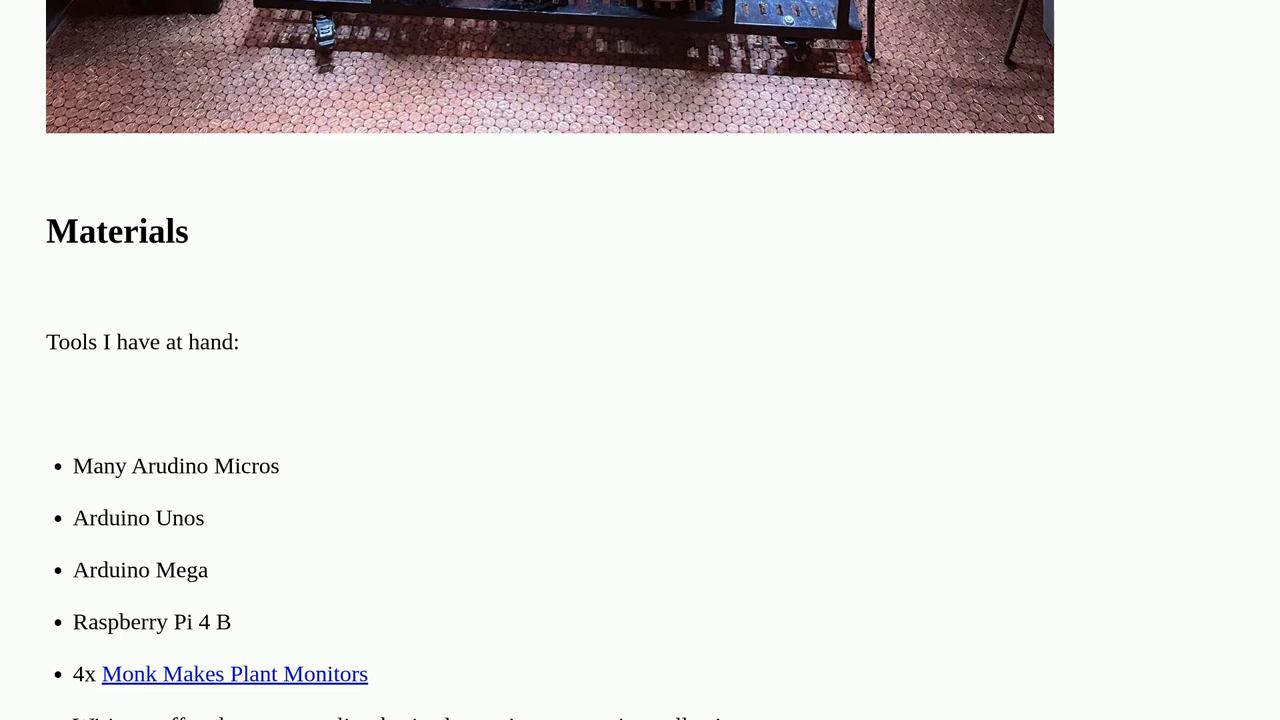 Materials
Tools I have at hand:
Many Arudino Micros
Arduino Unos
Arduino Mega
Raspberry Pi 4 B
4x Monk Makes Plant Monitors